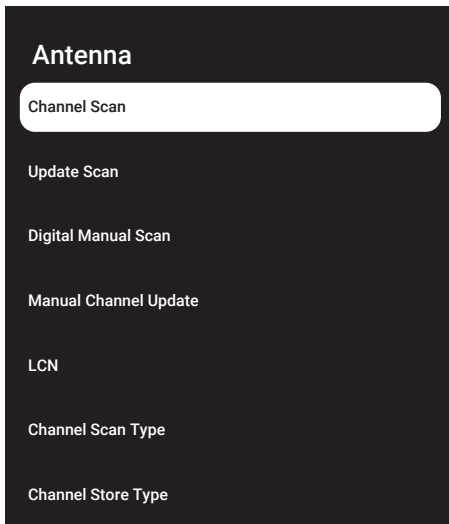 Antenna
Channel Scan
Update Scan
Digital Manual Scan
Manual Channel Update
LCN
Channel Scan Type
Channel Store Type